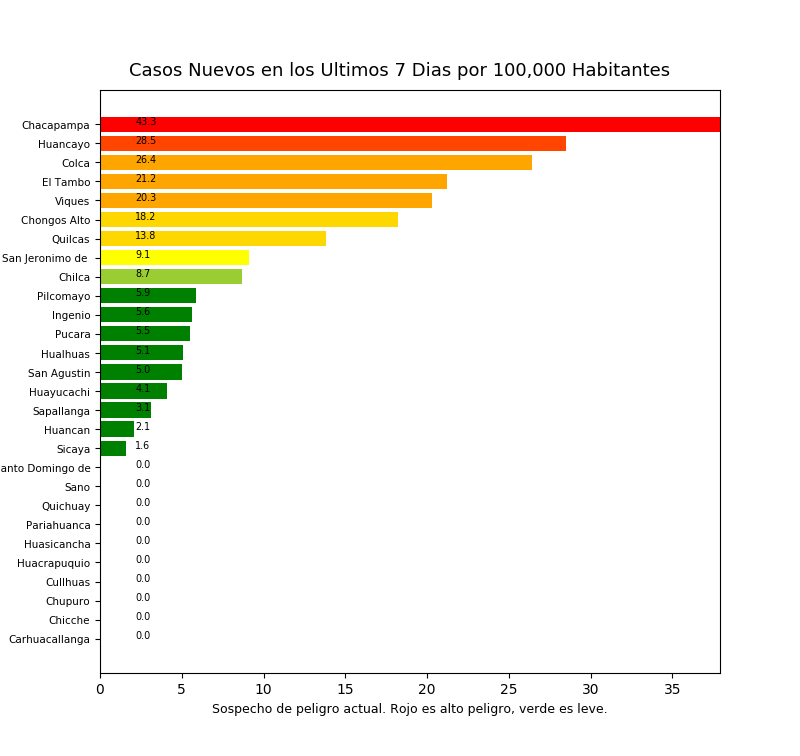 Casos Nuevos en los Ultimos 7 Dias por 100,000 Habitantes
Chacapampa 43.3
Huancayo 28.5
Colca 26.4
El Tambo 21.2
Viques 20.3
Chongos Alto 18.2
Quilcas 13.8
San Jeronimo de 9.1
Chilca 8.7
Pilcomayo 5.9
Ingenio 5.6
Pucara 5.5
Hualhuas 5.1
San Agustin 5.0
Huayucachi 4.1
Sapallanga 3.1
Huancan 2.1
Sicaya 1.6
anto Domingo de 0.0
Sano 0.0
Quichuay 0.0
Pariahuanca 0.0
Huasicancha 0.0
Huacrapuquio 0.0
Cullhuas 0.0
Chupuro 0.0
Chicche 0.0
Carhuacallanga 0.0
0 5 10 15 20 25 30 35
Sospecho de peligro actual. Rojo es alto peligro, verde es leve.